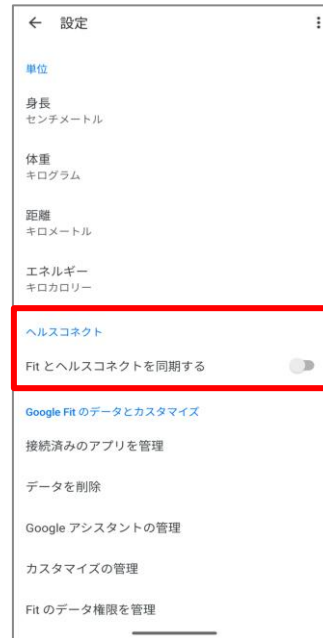 設定
単位
身長
センチメートル
体重
キログラム
距離
キロメートル
エネルギー
キロカロリー
ヘルスコネクト
Fit とヘルスコネクトを同期する
Google Fit のデータとカスタマイズ
接続済みのアプリを管理
データを削除
Google アシスタントの管理
カスタマイズの管理
Fit のデータ権限を管理